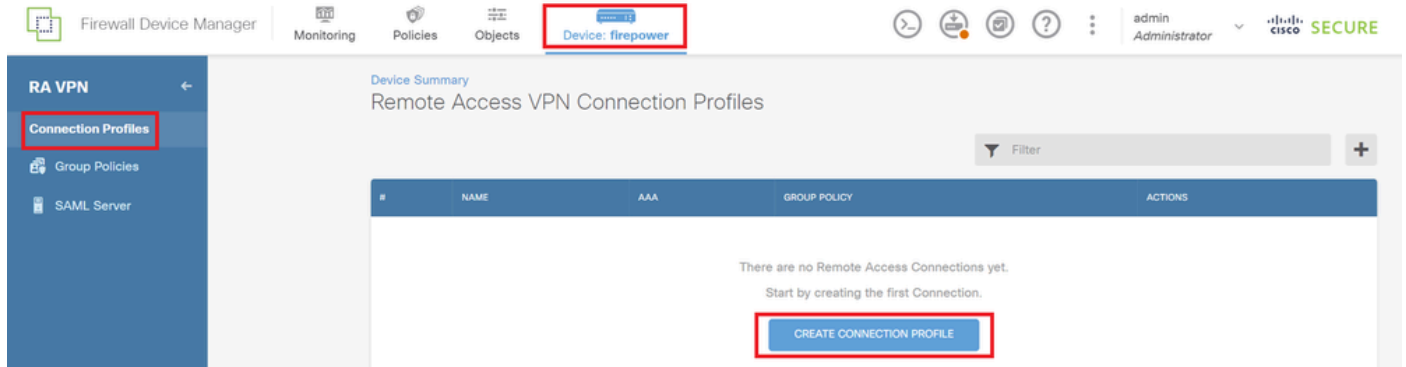 Firewall Device Manager
Monitoring
Policies
Objects
Device: firepower
admin
Administrator
cisco SECURE
RA VPN
Connection Profiles
Group Policies
SAML Server
Device Summary
Remote Access VPN Connection Profiles
Filter
# NAME AAA GROUP POLICY ACTIONS
There are no Remote Access Connections yet.
Start by creating the first Connection.
CREATE CONNECTION PROFILE